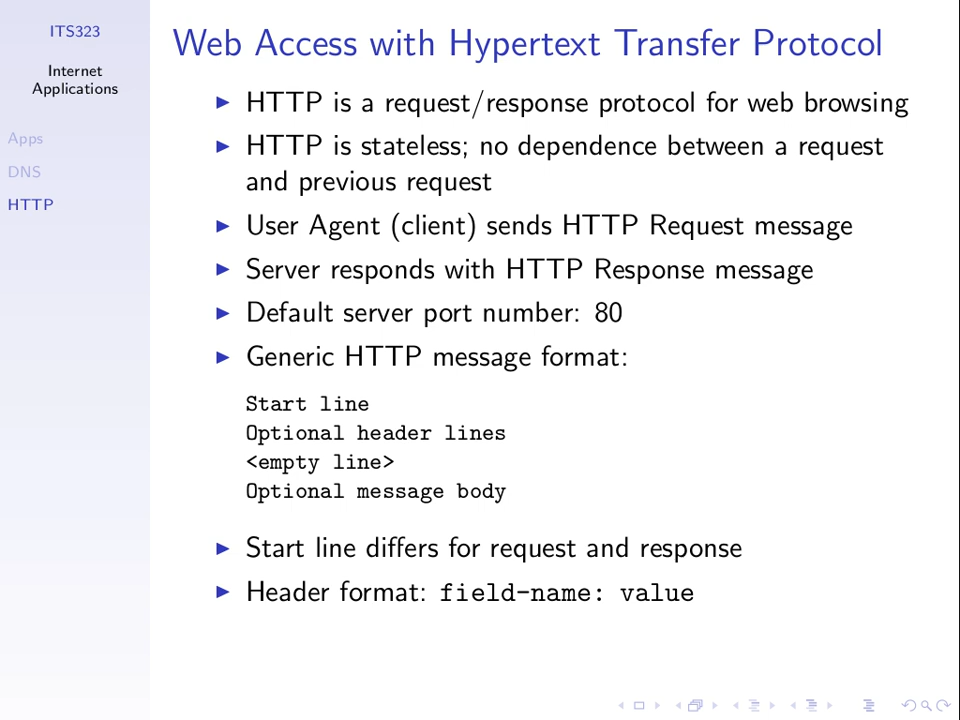 ITS323
Internet
Applications
Apps
DNS
HTTP
Web Access with Hypertext Transfer Protocol
HTTP is a request/response protocol for web browsing
HTTP is stateless; no dependence between a request
and previous request
User Agent (client) sends HTTP Request message
Server responds with HTTP Response message
Default server port number: 80
Generic HTTP message format:
Start line
Optional header lines
<empty line>
Optional message body
Start line differs for request and response
Header format: field-name: value